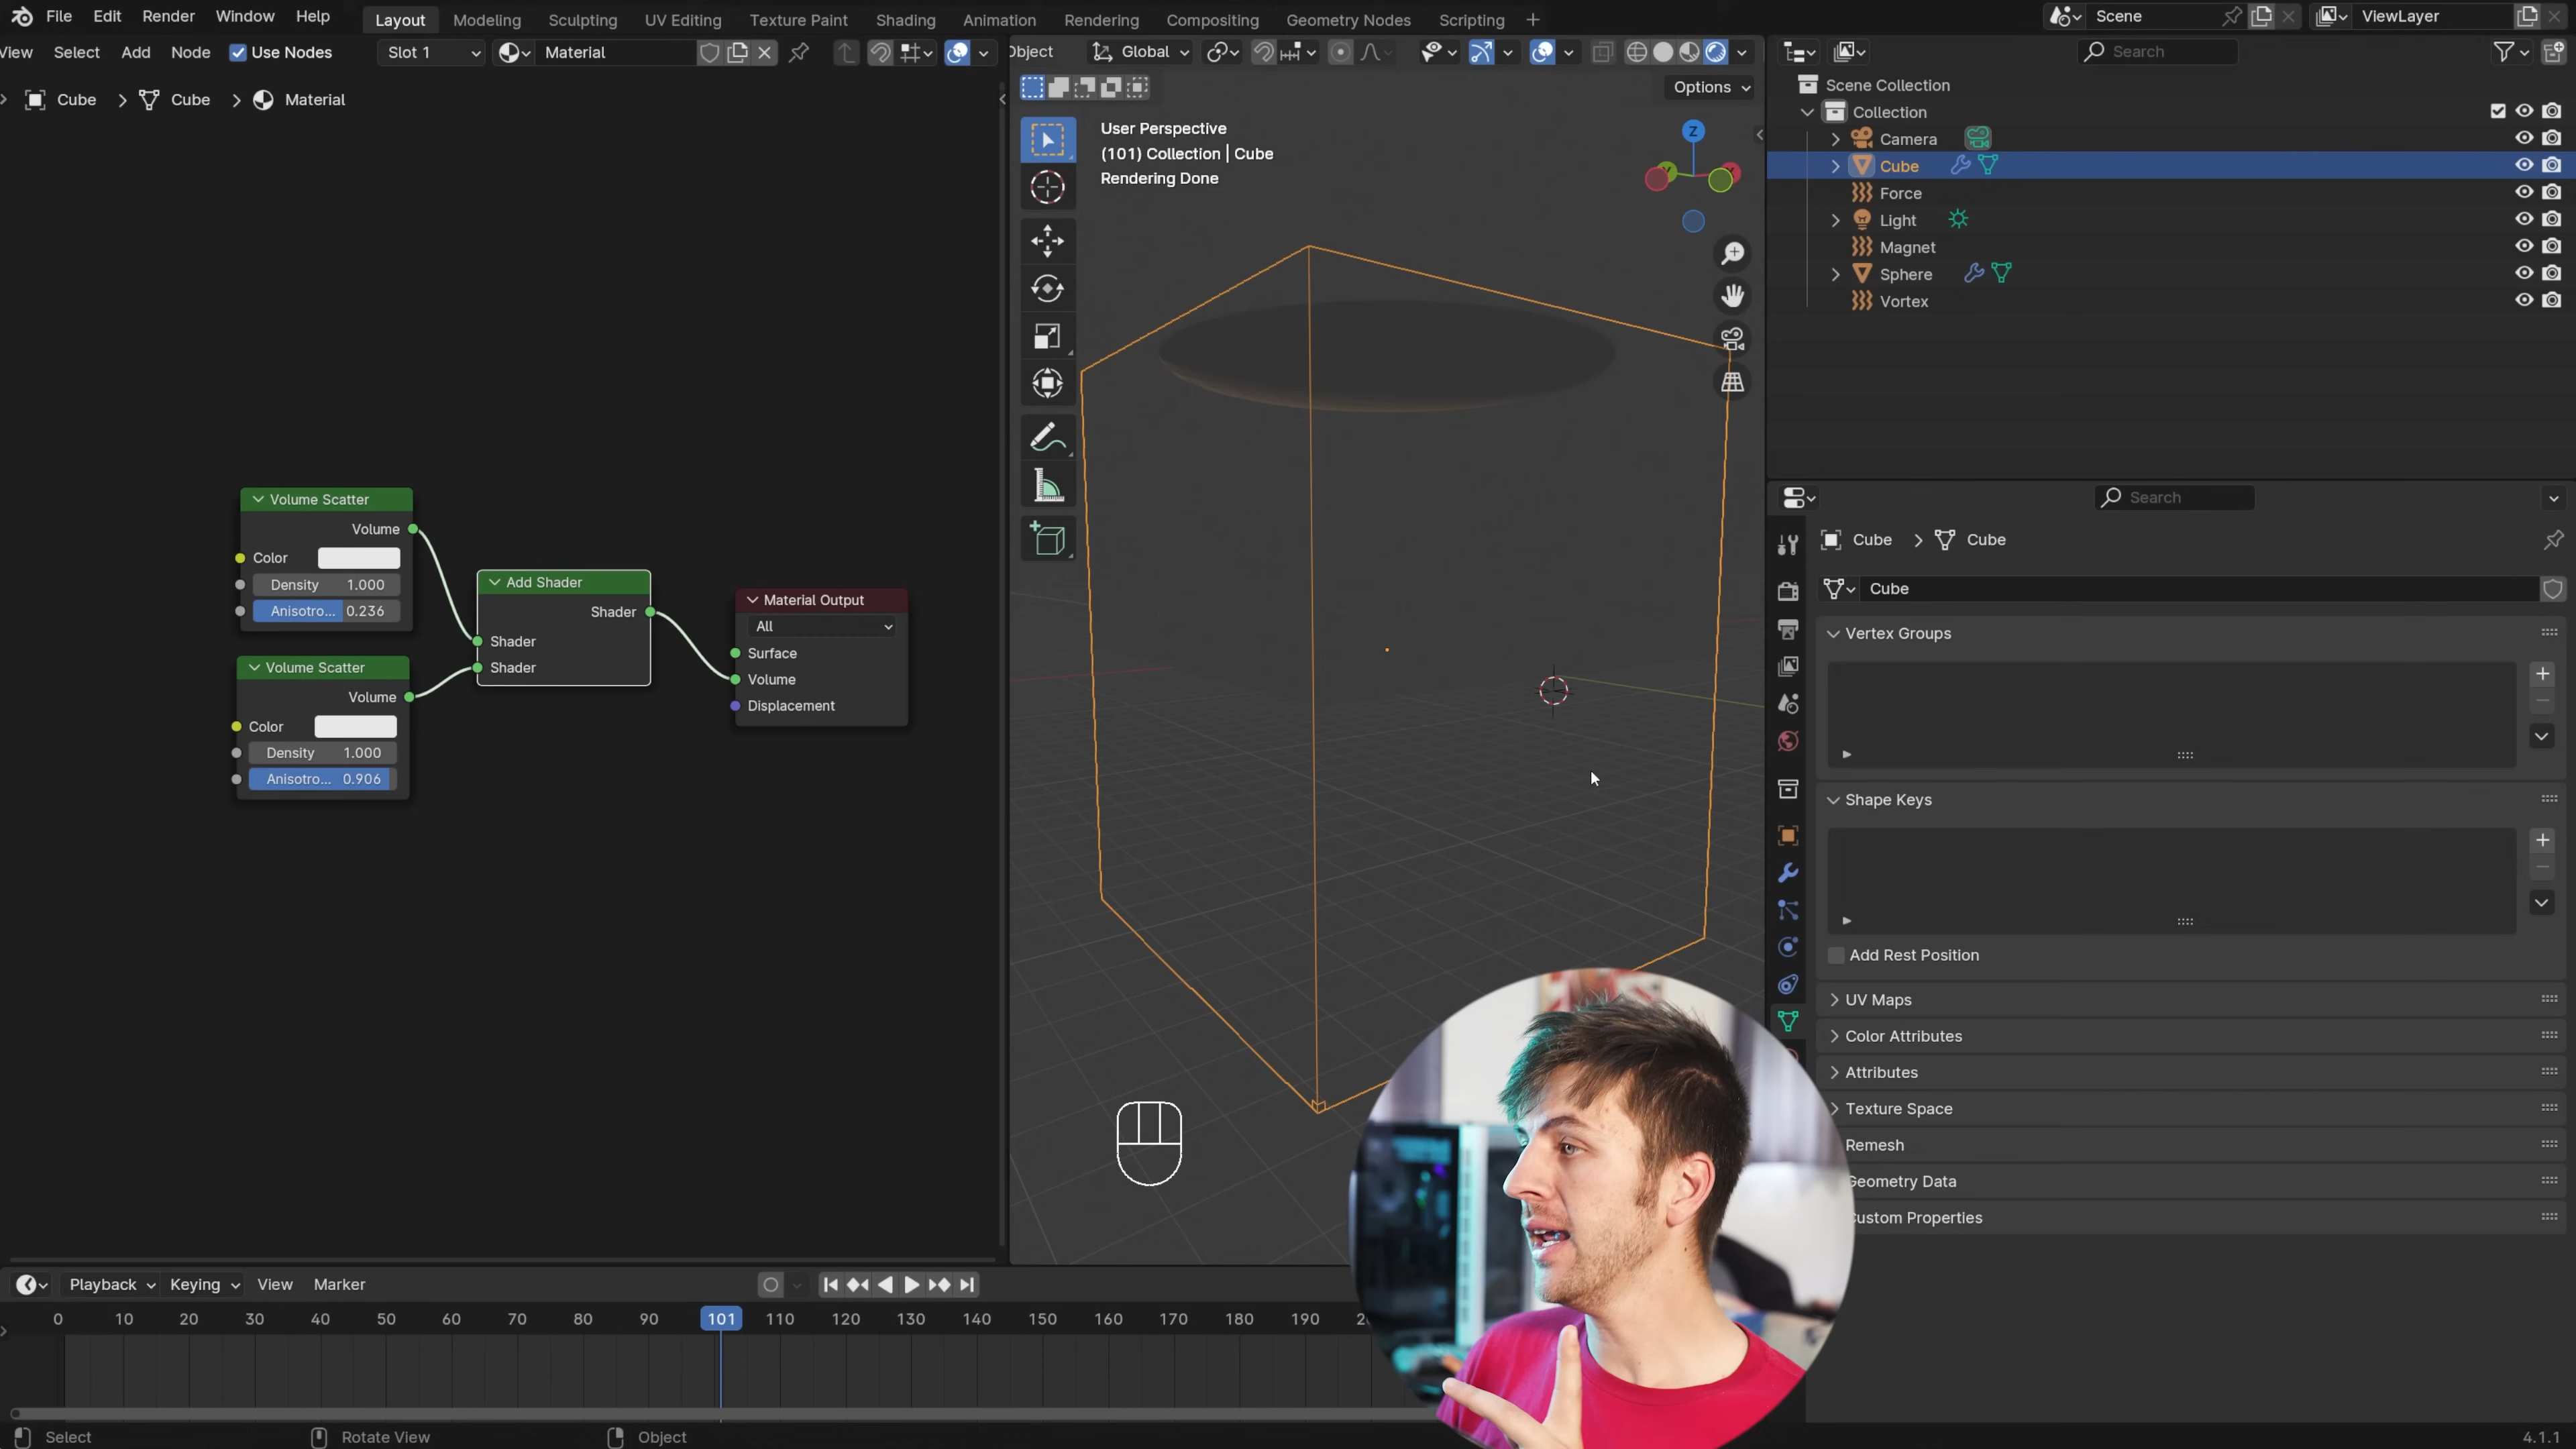 File Edit Render Window Help Layout Modeling Sculpting UV Editing Texture Paint Shading Animation Rendering Compositing Geometry Nodes Scripting + Scene ViewLayer
View Select Add Node Use Nodes Slot 1 Material Object Global Search
Options
Cube > Cube > Material
User Perspective
(101) Collection | Cube
Rendering Done
Z
Scene Collection
Collection
Camera
Cube
Force
Light
Magnet
Sphere
Vortex
Volume Scatter
Volume
Color
Density 1.000
Anisotro... 0.236
Volume Scatter
Volume
Color
Density 1.000
Anisotro... 0.906
Add Shader
Shader
Shader
Shader
Material Output
All
Surface
Volume
Displacement
Search
Cube > Cube
Cube
Vertex Groups
Shape Keys
Add Rest Position
UV Maps
Color Attributes
Attributes
Texture Space
Remesh
Geometry Data
Custom Properties
Playback Keying View Marker
0 10 20 30 40 50 60 70 80 90 101 110 120 130 140 150 160 170 180 190
Select Rotate View Object 4.1.1